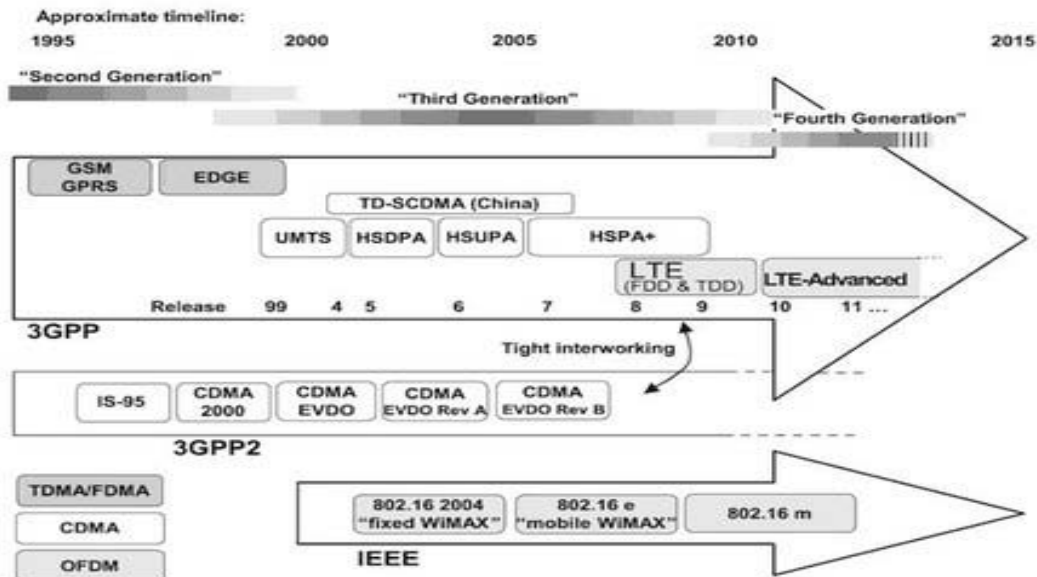 Approximate timeline:
1995 2000 2005 2010 2015
"Second Generation"
"Third Generation"
"Fourth Generation"
GSM
GPRS
EDGE
TD-SCDMA (China)
UMTS HSDPA HSUPA HSPA+
LTE
(FDD & TDD)
LTE-Advanced
Release 99 4 5 6 7 8 9 10 11 ...
3GPP
Tight interworking
IS-95
CDMA
2000
CDMA
EVDO
CDMA
EVDO Rev A
CDMA
EVDO Rev B
3GPP2
TDMA/FDMA
CDMA
OFDM
802.16 2004
"fixed WiMAX"
802.16 e
"mobile WiMAX"
802.16 m
IEEE